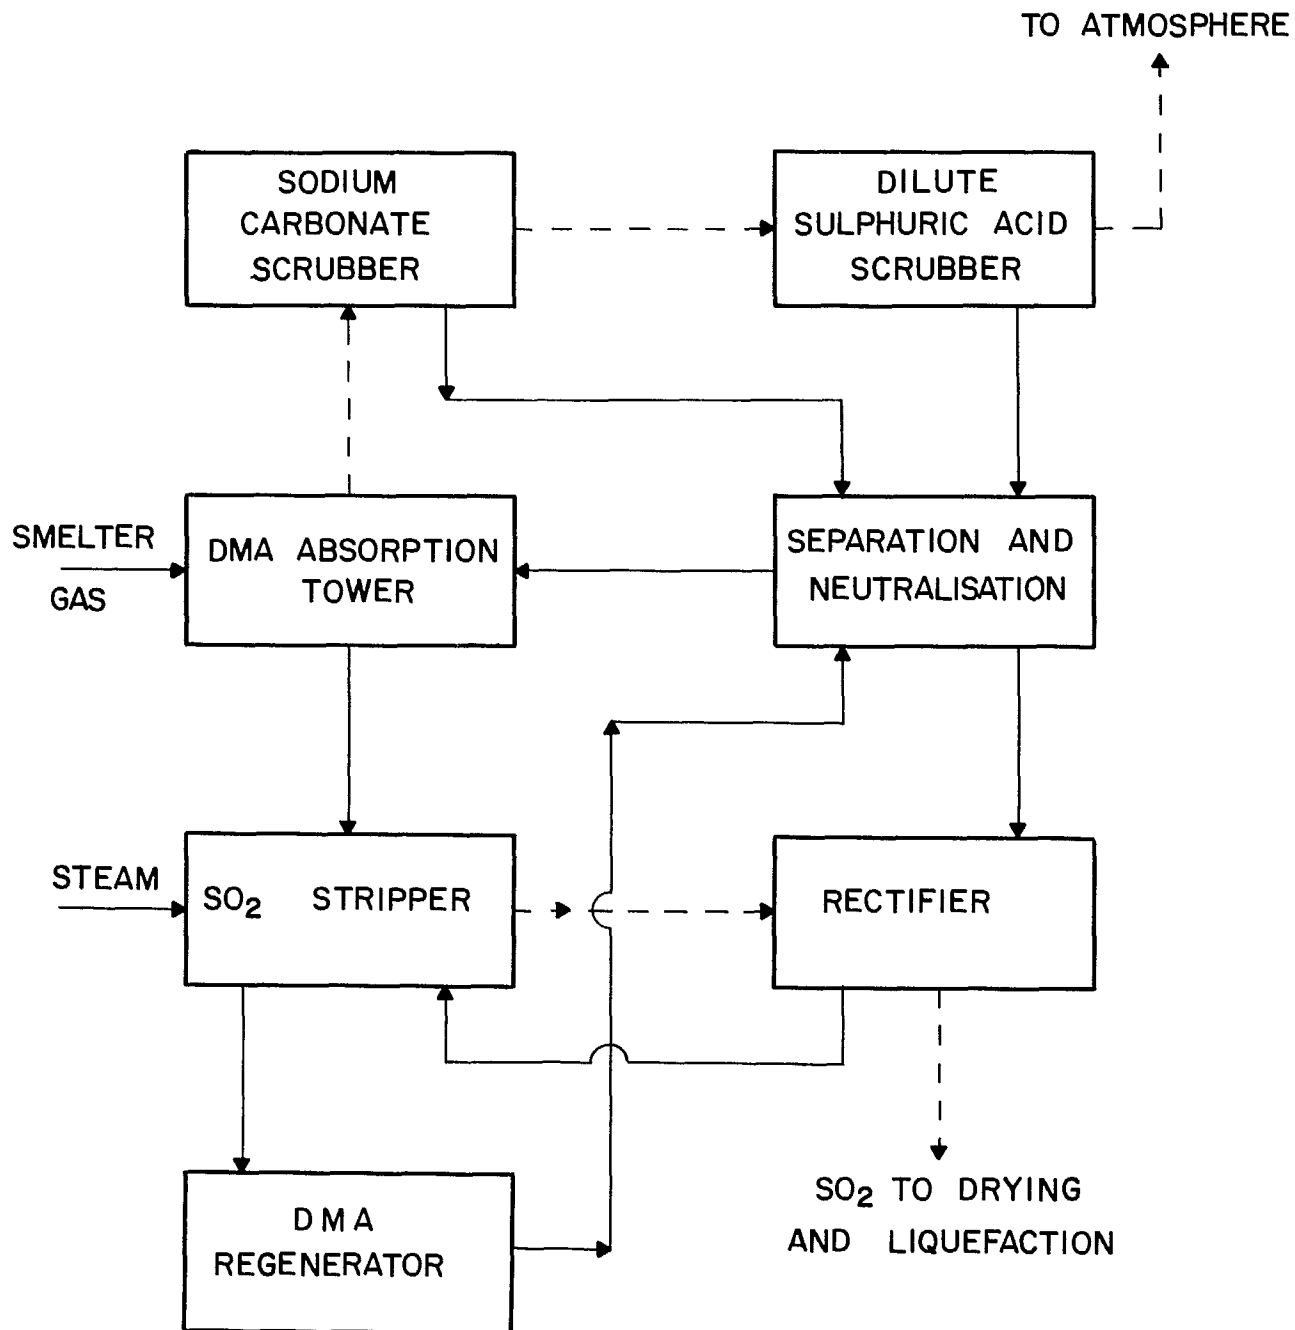 TO ATMOSPHERE
SODIUM
CARBONATE
SCRUBBER
DILUTE
SULPHURIC ACID
SCRUBBER
SMELTER
GAS
DMA ABSORPTION
TOWER
SEPARATION AND
NEUTRALISATION
STEAM
SO₂ STRIPPER
RECTIFIER
DMA
REGENERATOR
SO₂ TO DRYING
AND LIQUEFACTION